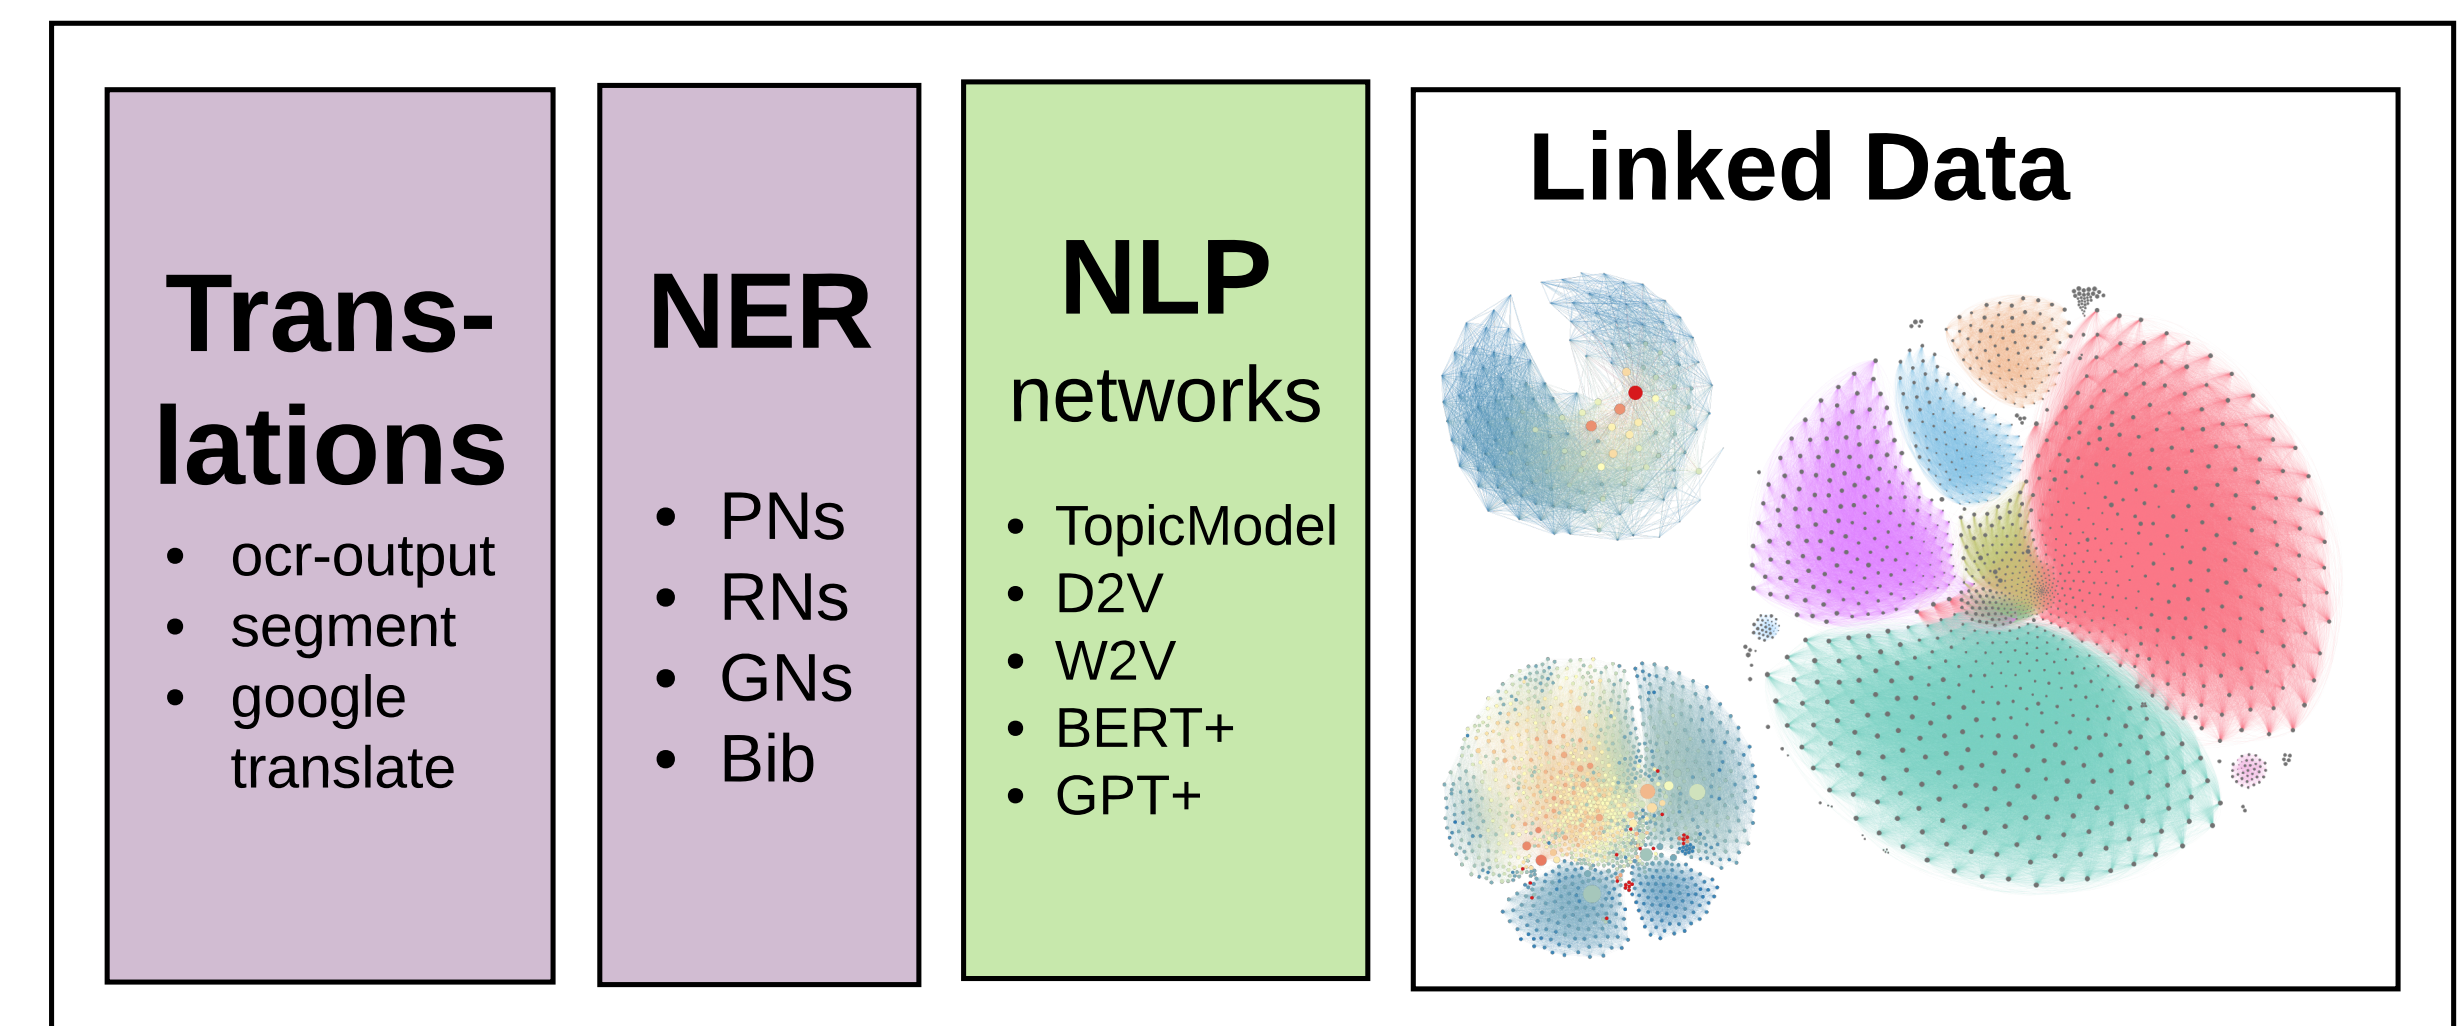 Trans-
lations
• ocr-output
• segment
• google
translate
NER
• PNs
• RNs
• GNs
• Bib
NLP
networks
• TopicModel
• D2V
• W2V
• BERT+
• GPT+
Linked Data